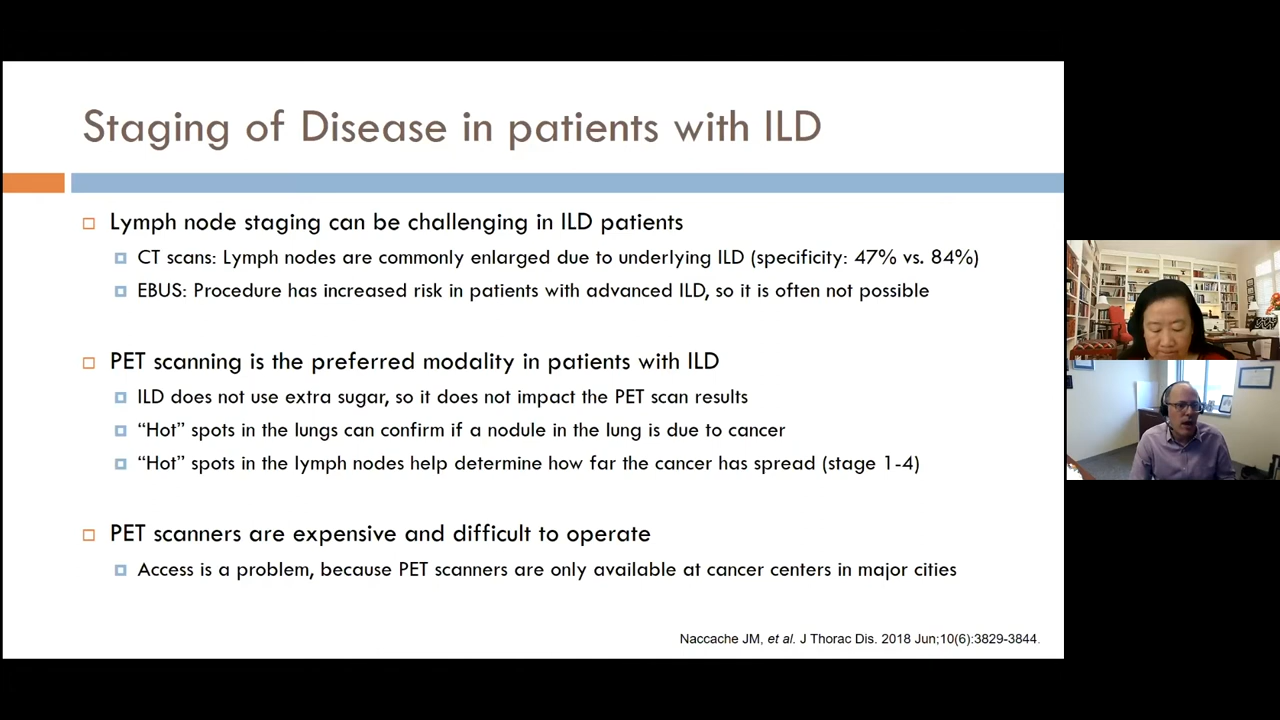 Staging of Disease in patients with ILD
Lymph node staging can be challenging in ILD patients
CT scans: Lymph nodes are commonly enlarged due to underlying ILD (specificity: 47% vs. 84%)
EBUS: Procedure has increased risk in patients with advanced ILD, so it is often not possible
PET scanning is the preferred modality in patients with ILD
ILD does not use extra sugar, so it does not impact the PET scan results
“Hot” spots in the lungs can confirm if a nodule in the lung is due to cancer
“Hot” spots in the lymph nodes help determine how far the cancer has spread (stage 1-4)
PET scanners are expensive and difficult to operate
Access is a problem, because PET scanners are only available at cancer centers in major cities
Naccache JM, et al. J Thorac Dis. 2018 Jun;10(6):3829-3844.